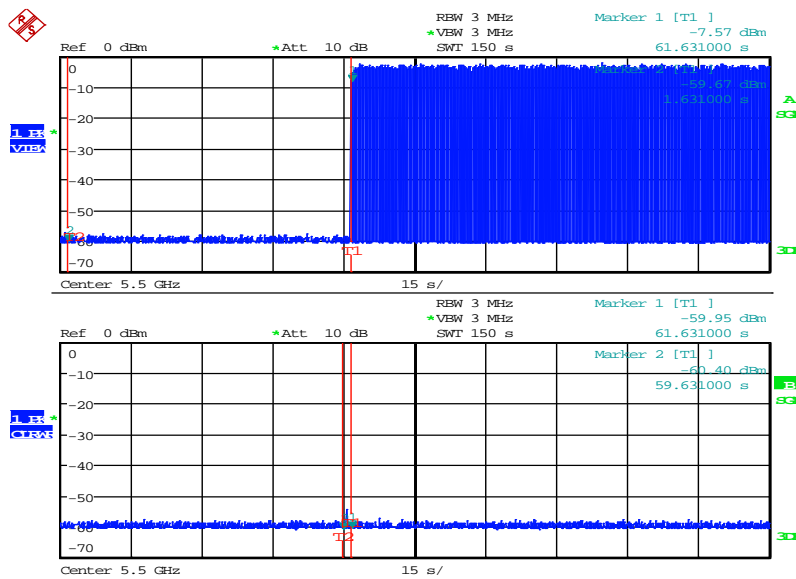 R
S
RBW 3 MHz Marker 1 [T1 ]
*VBW 3 MHz -7.57 dBm
Ref 0 dBm *Att 10 dB SWT 150 s 61.631000 s
0 Marker 2 [T1 ]
-59.67 dBm
-10 1.631000 s A
SGL
-20
1 PK *
VIEW
-30
-40
-50
2
T2
-60
T1
3DB
-70
Center 5.5 GHz 15 s/
RBW 3 MHz Marker 1 [T1 ]
*VBW 3 MHz -59.95 dBm
Ref 0 dBm *Att 10 dB SWT 150 s 61.631000 s
0 Marker 2 [T1 ]
-10 -60.40 dBm
59.631000 s B
SGL
-20
1 PK *
CLRWR
-30
-40
-50
-60
T2
3DB
-70
Center 5.5 GHz 15 s/